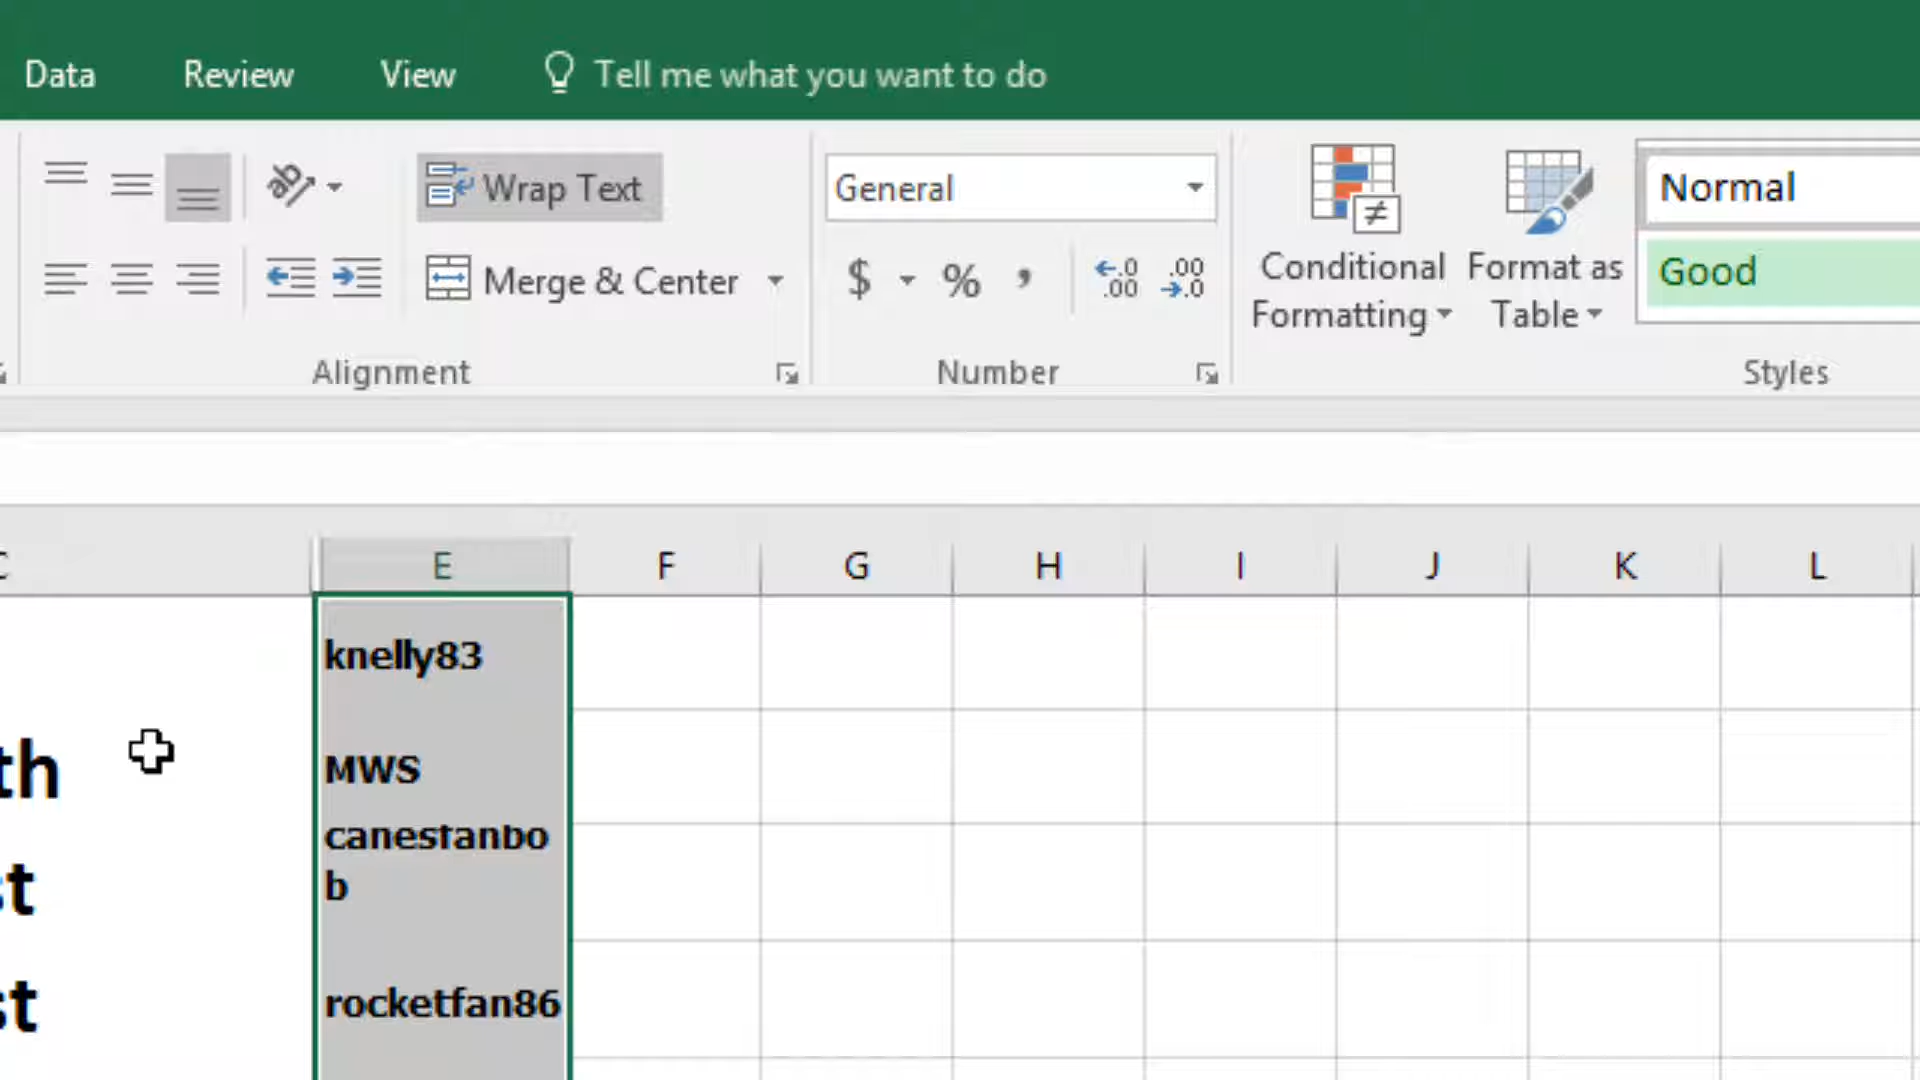 Data Review View Tell me what you want to do
Wrap Text General Normal
Merge & Center $ % , Conditional Formatting Format as Table Good
Alignment Number Styles
E F G H I J K L
knelly83
th MWS
canesfanbo
st b
st rocketfan86